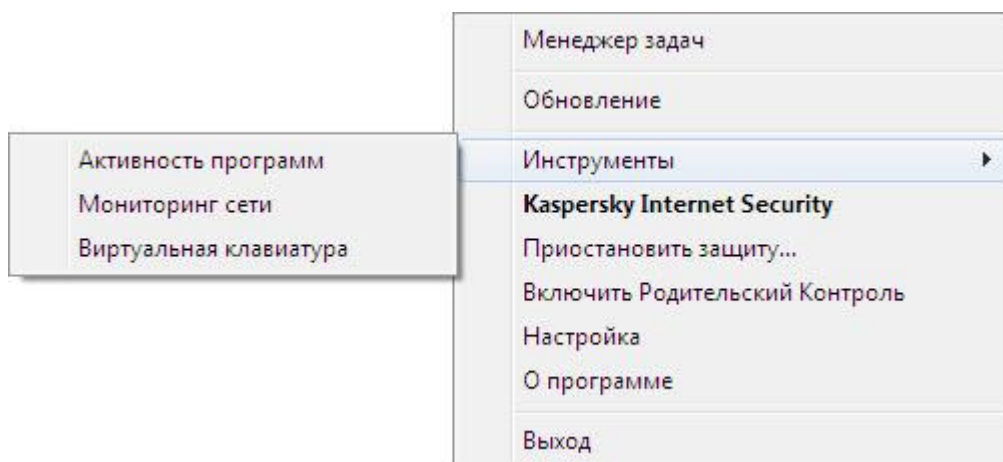 Менеджер задач
Обновление
Инструменты
Активность программ
Мониторинг сети
Виртуальная клавиатура
Kaspersky Internet Security
Приостановить защиту...
Включить Родительский Контроль
Настройка
О программе
Выход